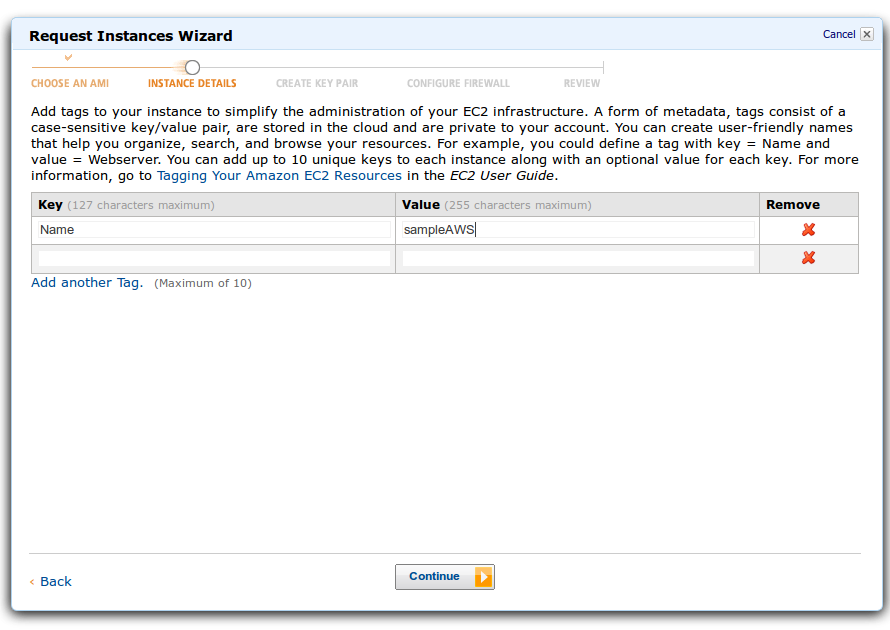 Request Instances Wizard
Cancel
CHOOSE AN AMI INSTANCE DETAILS CREATE KEY PAIR CONFIGURE FIREWALL REVIEW
Add tags to your instance to simplify the administration of your EC2 infrastructure. A form of metadata, tags consist of a
case-sensitive key/value pair, are stored in the cloud and are private to your account. You can create user-friendly names
that help you organize, search, and browse your resources. For example, you could define a tag with key = Name and
value = Webserver. You can add up to 10 unique keys to each instance along with an optional value for each key. For more
information, go to Tagging Your Amazon EC2 Resources in the EC2 User Guide.
Key (127 characters maximum) Value (255 characters maximum) Remove
Name sampleAWS
Add another Tag. (Maximum of 10)
‹ Back
Continue